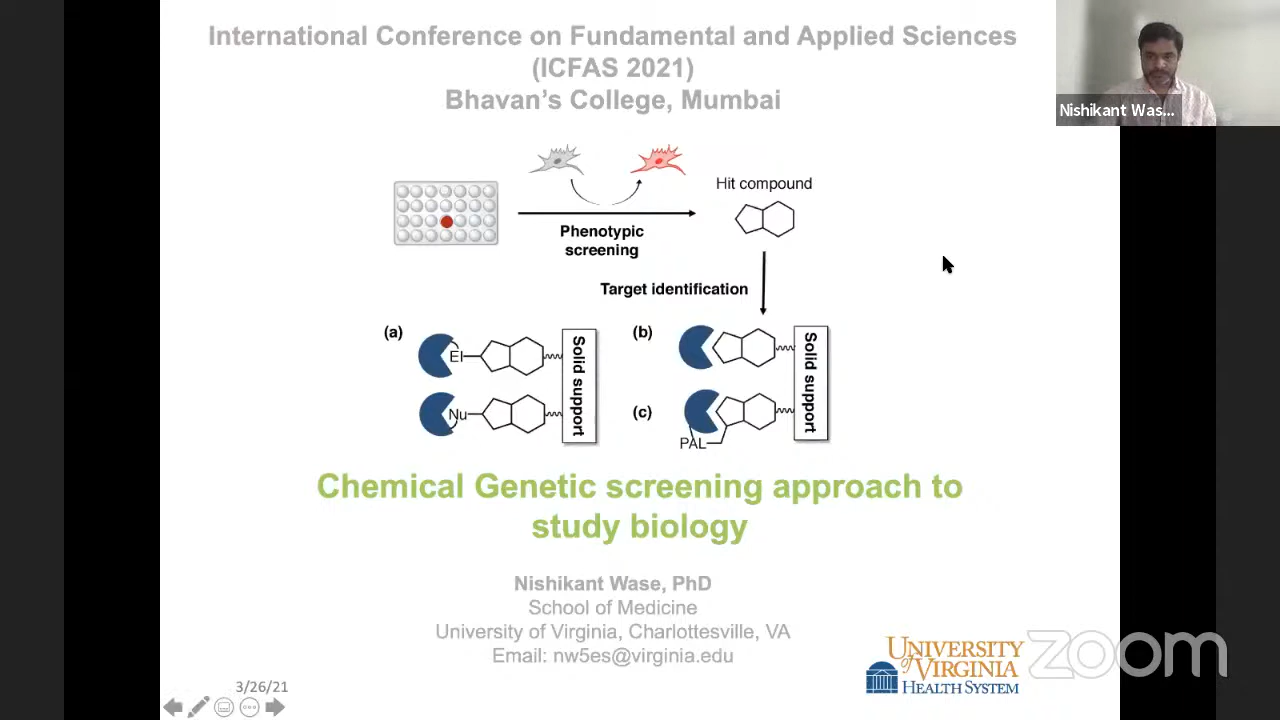 International Conference on Fundamental and Applied Sciences
(ICFAS 2021)
Bhavan's College, Mumbai
Nishikant Was...
Hit compound
Phenotypic
screening
Target identification
(a)
El
Solid support
Nu
(b)
Solid support
(c)
PAL
Chemical Genetic screening approach to
study biology
Nishikant Wase, PhD
School of Medicine
University of Virginia, Charlottesville, VA
Email: nw5es@virginia.edu
UNIVERSITY
of VIRGINIA
HEALTH SYSTEM
zoom
3/26/21